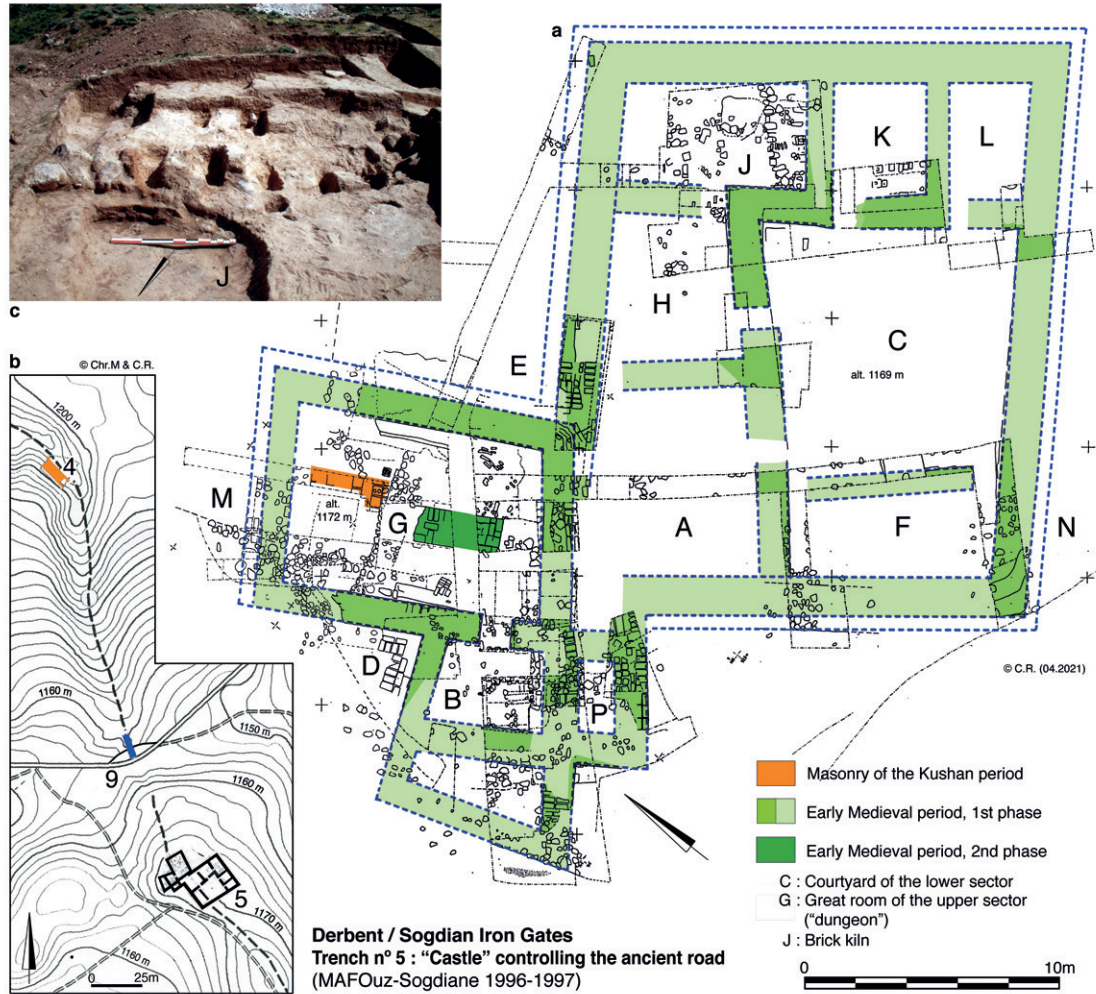 a
J
c
b
© Chr.M & C.R.
1200 m
4
1160 m
1150 m
9
1160 m
5
1170 m
1160 m
0 25m
K
L
J
H
E
C
alt. 1169 m
M
alt.
1172 m
G
A
F
N
D
B
P
© C.R. (04.2021)
Masonry of the Kushan period
Early Medieval period, 1st phase
Early Medieval period, 2nd phase
C : Courtyard of the lower sector
G : Great room of the upper sector
("dungeon")
J : Brick kiln
Derbent / Sogdian Iron Gates
Trench nº 5 : "Castle" controlling the ancient road
(MAFOuz-Sogdiane 1996-1997)
0 10m